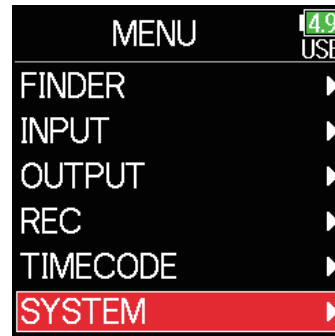 MENU
4.9
USB
FINDER
INPUT
OUTPUT
REC
TIMECODE
SYSTEM